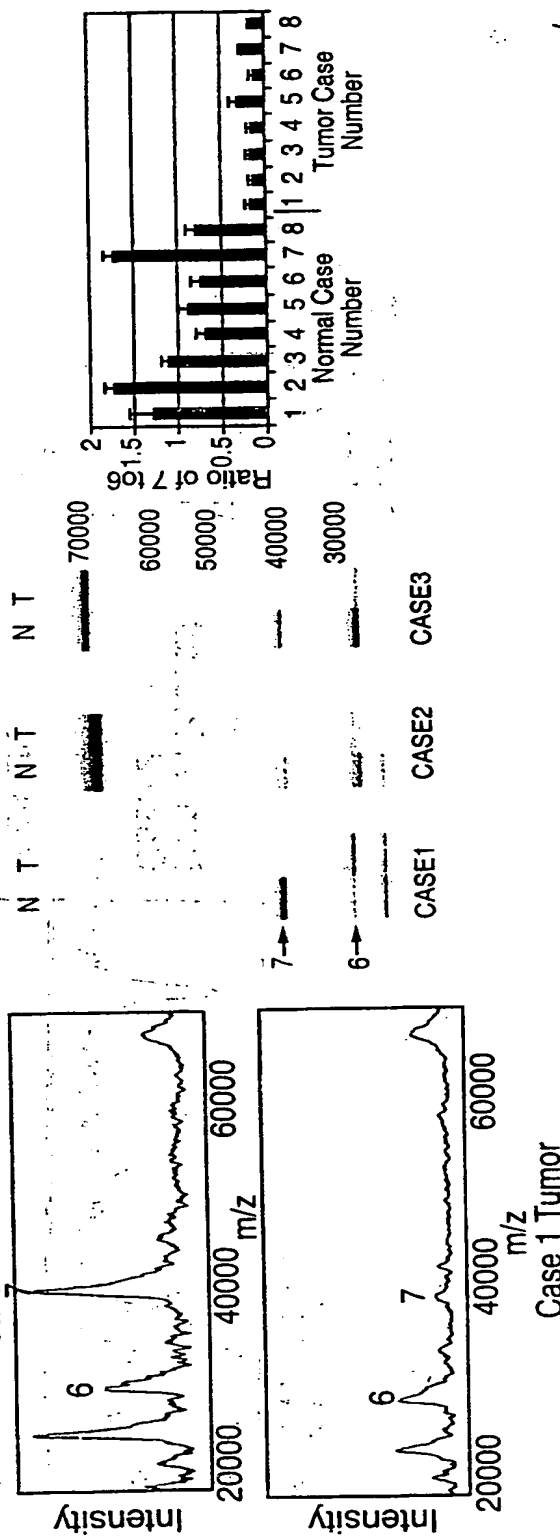 Intensity
7
6
20000 40000 60000
m/z
Intensity
6
7
20000 40000 60000
m/z
Case 1 Tumor
N T N T N T
70000
60000
50000
7→
40000
30000
6→
CASE1 CASE2 CASE3
Ratio of 7 to6
2
1.5
1
0.5
0
1 2 3 4 5 6 7 8 1 2 3 4 5 6 7 8
Normal Case Tumor Case
Number Number